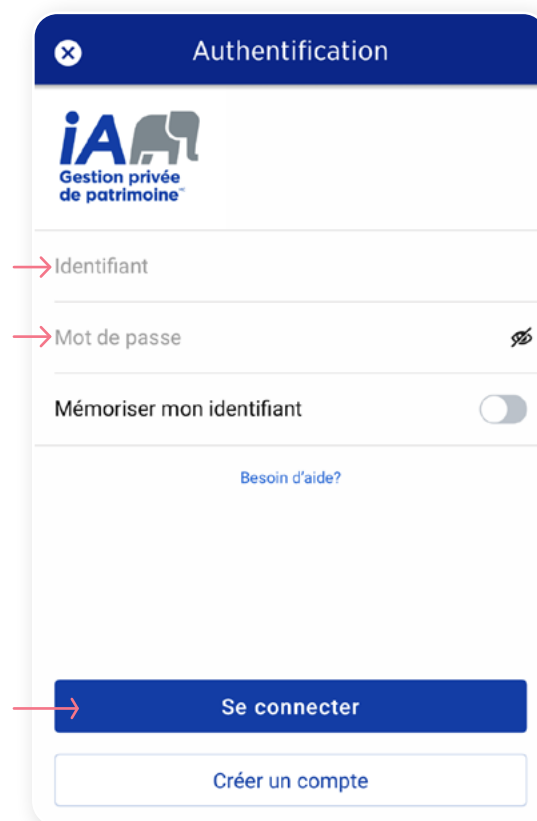 Authentification
iA
Gestion privée
de patrimoine MC
Identifiant
Mot de passe
Mémoriser mon identifiant
Besoin d'aide?
Se connecter
Créer un compte